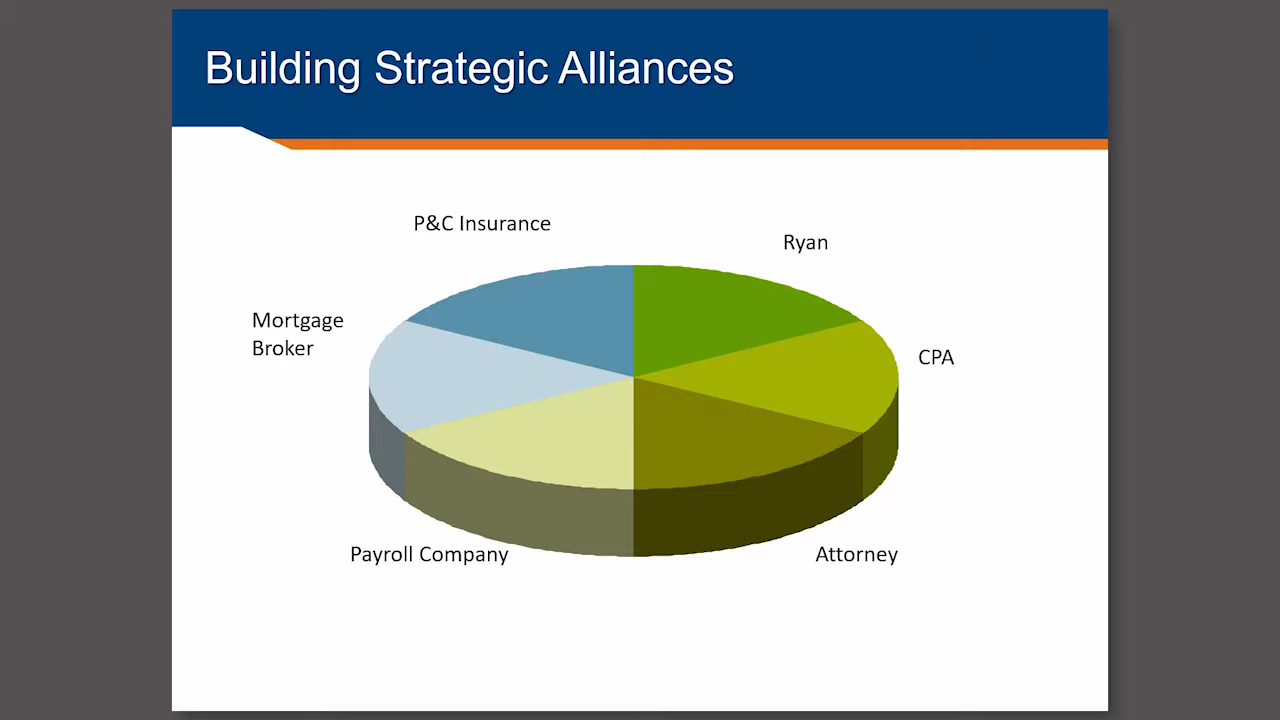 Building Strategic Alliances
P&C Insurance
Ryan
Mortgage
Broker
CPA
Payroll Company
Attorney